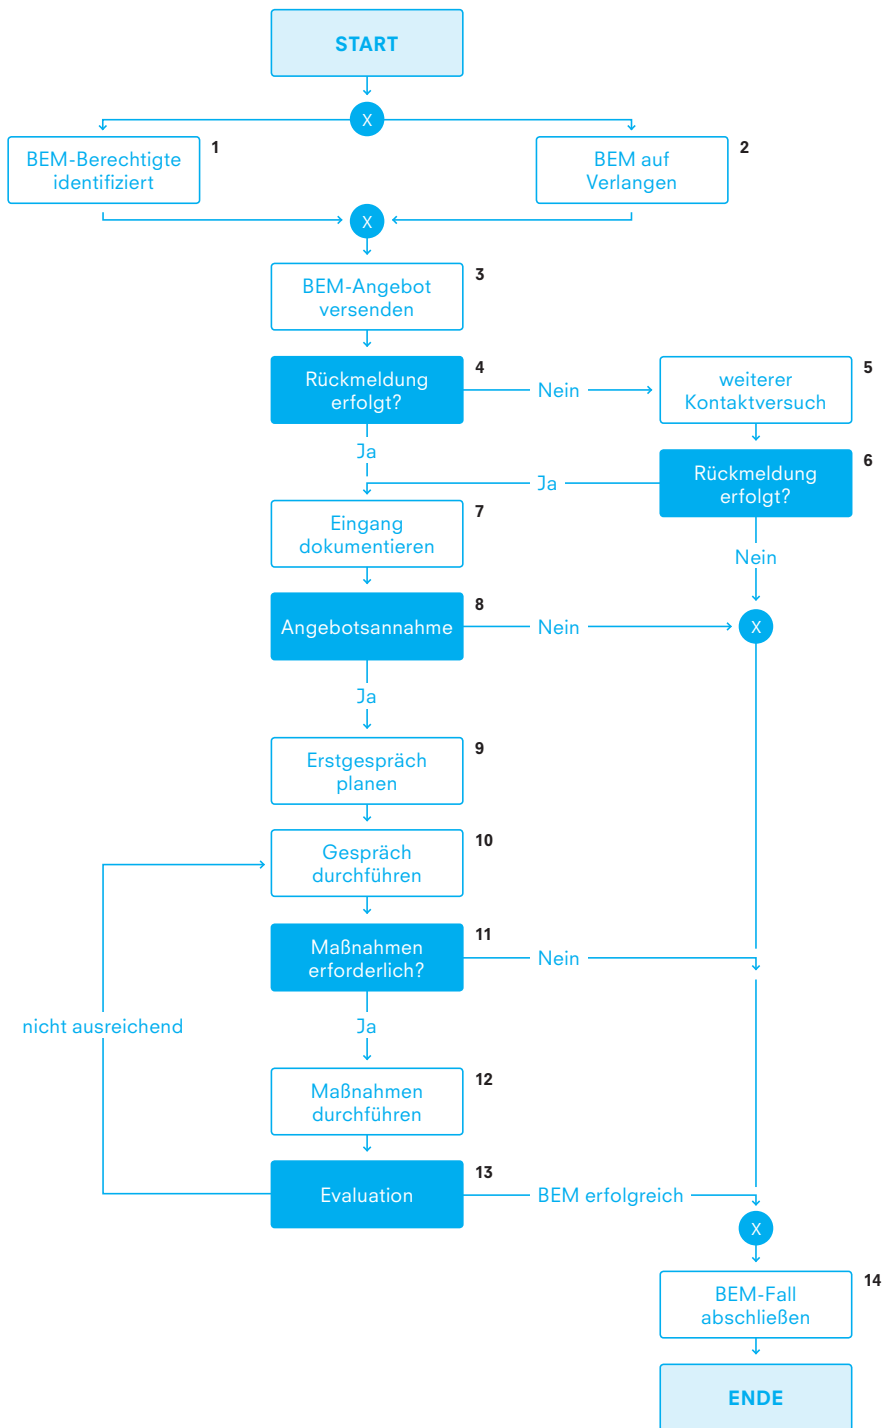 START
X
1
BEM-Berechtigte
identifiziert
2
BEM auf
Verlangen
X
3
BEM-Angebot
versenden
4
Rückmeldung
erfolgt?
Nein
5
weiterer
Kontaktversuch
Ja
6
Rückmeldung
erfolgt?
Ja
7
Eingang
dokumentieren
Nein
8
Angebotsannahme
Nein
X
Ja
9
Erstgespräch
planen
10
Gespräch
durchführen
11
Maßnahmen
erforderlich?
Nein
nicht ausreichend
Ja
12
Maßnahmen
durchführen
13
Evaluation
BEM erfolgreich
X
14
BEM-Fall
abschließen
ENDE